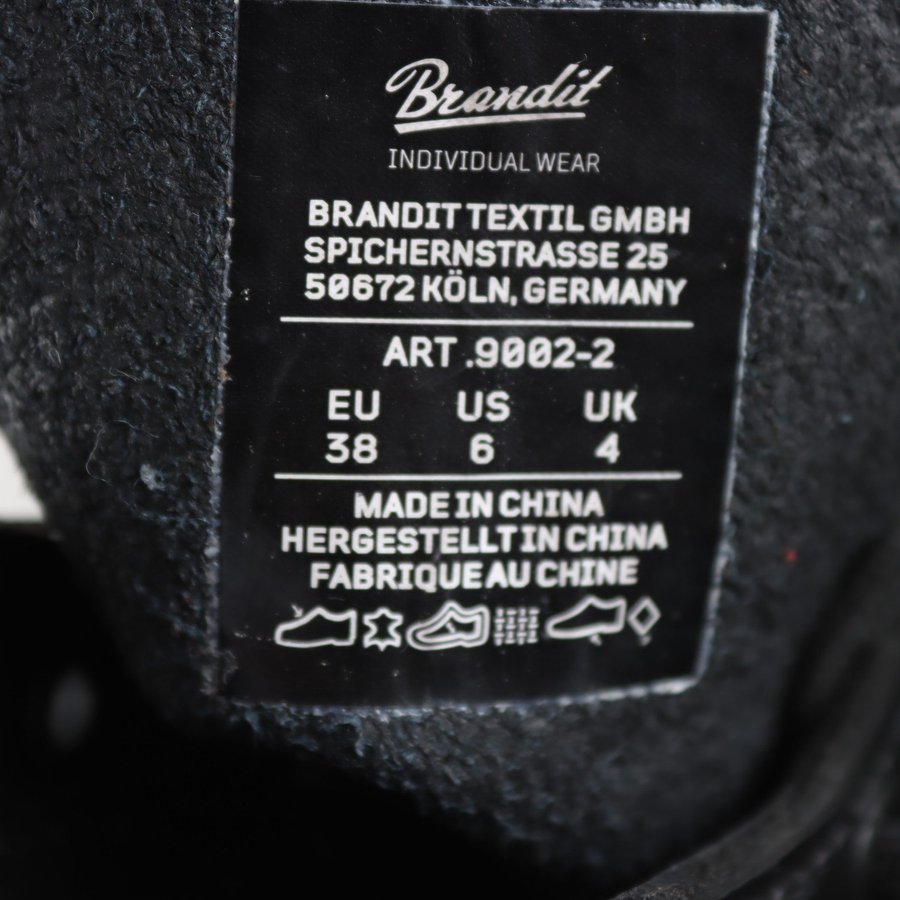 Brandit
INDIVIDUAL WEAR
BRANDIT TEXTIL GMBH
SPICHERNSTRASSE 25
50672 KÖLN, GERMANY
ART .9002-2
EU US UK
38 6 4
MADE IN CHINA
HERGESTELLT IN CHINA
FABRIQUE AU CHINE